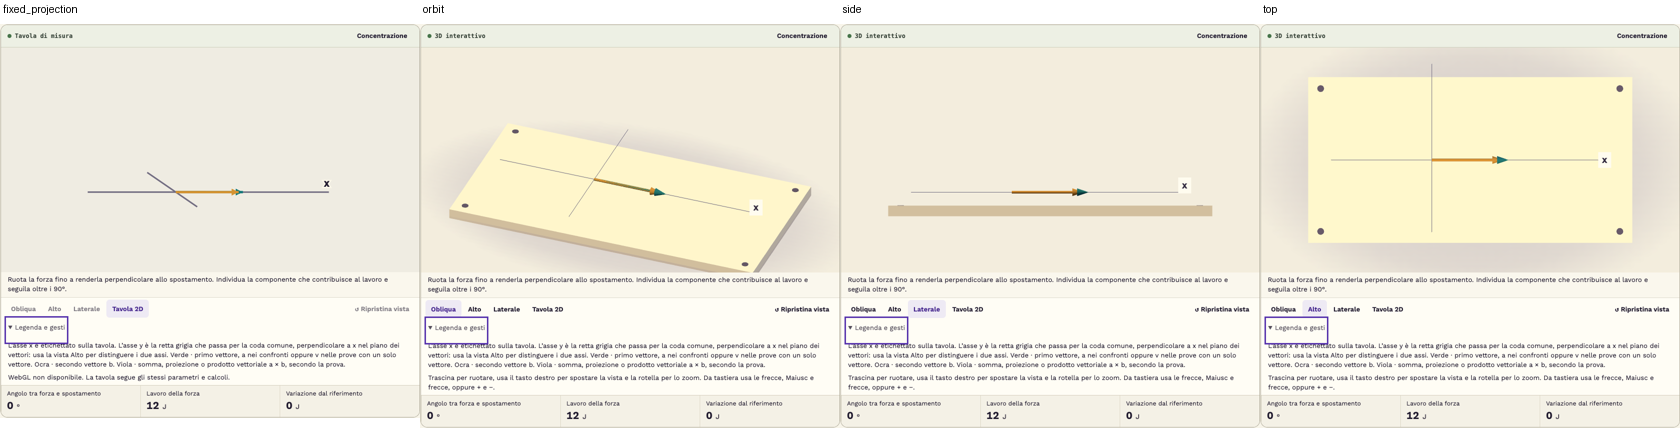 fixed_projection
Tavola di misura
Concentrazione
x
Ruota la forza fino a renderla perpendicolare allo spostamento. Individua la componente che contribuisce al lavoro e
seguila oltre i 90°.
Obliqua Alto Laterale Tavola 2D
↺ Ripristina vista
▼ Legenda e gesti
L'asse x è etichettato sulla tavola. L'asse y è la retta grigia che passa per la coda comune, perpendicolare a x nel piano dei
vettori: usa la vista Alto per distinguere i due assi. Verde · primo vettore, a nei confronti oppure v nelle prove con un solo
vettore. Ocra · secondo vettore b. Viola · somma, proiezione o prodotto vettoriale a × b, secondo la prova.
WebGL non disponibile. La tavola segue gli stessi parametri e calcoli.
Angolo tra forza e spostamento
0 °
Lavoro della forza
12 J
Variazione dal riferimento
0 J
orbit
3D interattivo
Concentrazione
x
Ruota la forza fino a renderla perpendicolare allo spostamento. Individua la componente che contribuisce al lavoro e
seguila oltre i 90°.
Obliqua Alto Laterale Tavola 2D
↺ Ripristina vista
▼ Legenda e gesti
L'asse x è etichettato sulla tavola. L'asse y è la retta grigia che passa per la coda comune, perpendicolare a x nel piano dei
vettori: usa la vista Alto per distinguere i due assi. Verde · primo vettore, a nei confronti oppure v nelle prove con un solo
vettore. Ocra · secondo vettore b. Viola · somma, proiezione o prodotto vettoriale a × b, secondo la prova.
Trascina per ruotare, usa il tasto destro per spostare la vista e la rotella per lo zoom. Da tastiera usa le frecce, Maiusc e
frecce, oppure + e −.
Angolo tra forza e spostamento
0 °
Lavoro della forza
12 J
Variazione dal riferimento
0 J
side
3D interattivo
Concentrazione
x
Ruota la forza fino a renderla perpendicolare allo spostamento. Individua la componente che contribuisce al lavoro e
seguila oltre i 90°.
Obliqua Alto Laterale Tavola 2D
↺ Ripristina vista
▼ Legenda e gesti
L'asse x è etichettato sulla tavola. L'asse y è la retta grigia che passa per la coda comune, perpendicolare a x nel piano dei
vettori: usa la vista Alto per distinguere i due assi. Verde · primo vettore, a nei confronti oppure v nelle prove con un solo
vettore. Ocra · secondo vettore b. Viola · somma, proiezione o prodotto vettoriale a × b, secondo la prova.
Trascina per ruotare, usa il tasto destro per spostare la vista e la rotella per lo zoom. Da tastiera usa le frecce, Maiusc e
frecce, oppure + e −.
Angolo tra forza e spostamento
0 °
Lavoro della forza
12 J
Variazione dal riferimento
0 J
top
3D interattivo
Concentrazione
x
Ruota la forza fino a renderla perpendicolare allo spostamento. Individua la componente che contribuisce al lavoro e
seguila oltre i 90°.
Obliqua Alto Laterale Tavola 2D
↺ Ripristina vista
▼ Legenda e gesti
L'asse x è etichettato sulla tavola. L'asse y è la retta grigia che passa per la coda comune, perpendicolare a x nel piano dei
vettori: usa la vista Alto per distinguere i due assi. Verde · primo vettore, a nei confronti oppure v nelle prove con un solo
vettore. Ocra · secondo vettore b. Viola · somma, proiezione o prodotto vettoriale a × b, secondo la prova.
Trascina per ruotare, usa il tasto destro per spostare la vista e la rotella per lo zoom. Da tastiera usa le frecce, Maiusc e
frecce, oppure + e −.
Angolo tra forza e spostamento
0 °
Lavoro della forza
12 J
Variazione dal riferimento
0 J